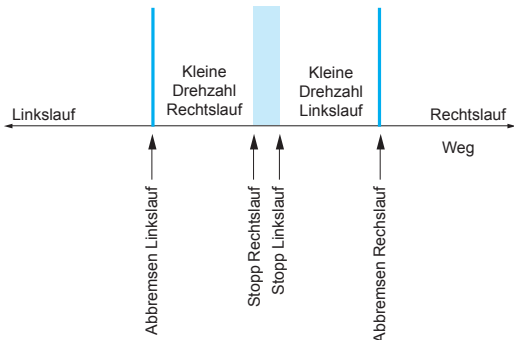 Kleine
Drehzahl
Rechtslauf
Kleine
Drehzahl
Linkslauf
Linkslauf
Rechtslauf
Weg
Abbremsen Linkslauf
Stopp Rechtslauf
Stopp Linkslauf
Abbremsen Rechslauf